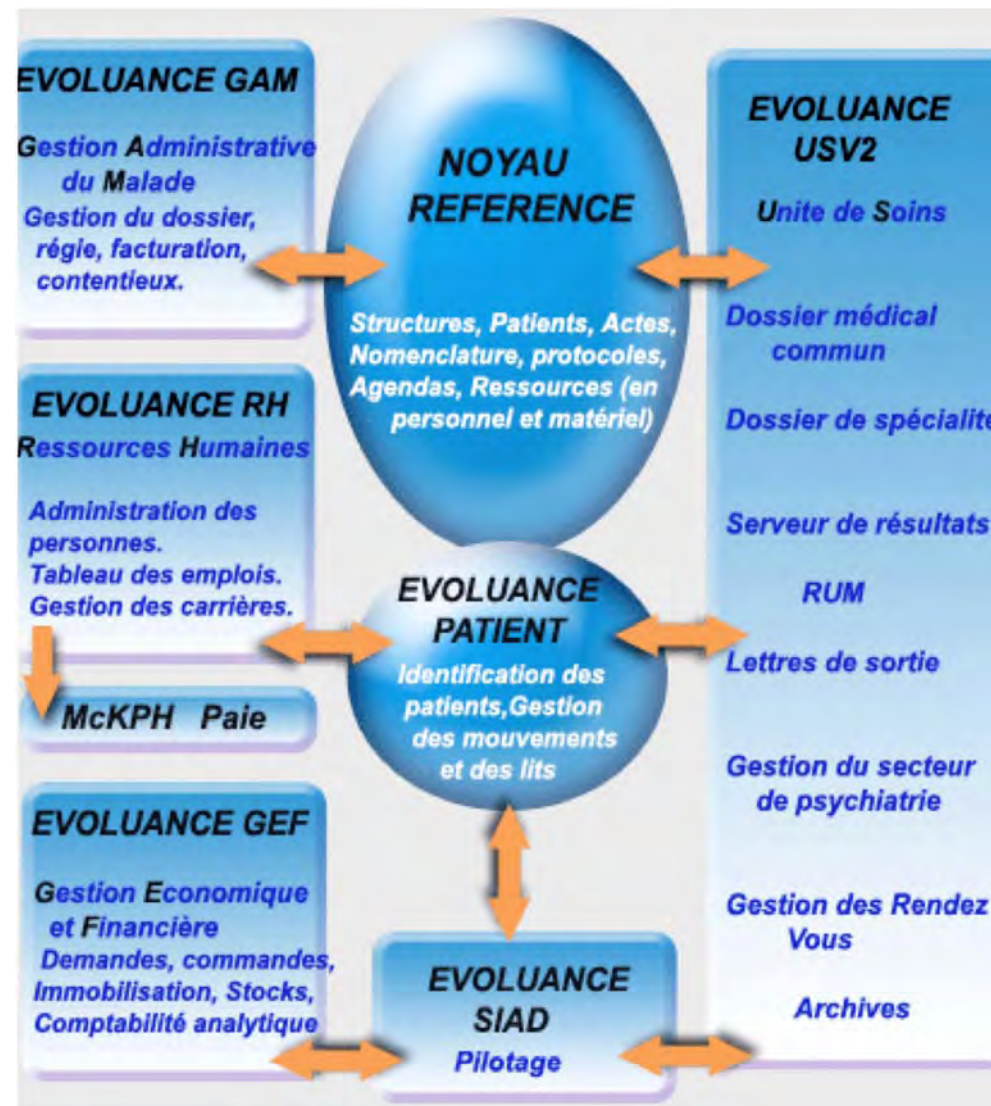 EVOLUANCE GAM
Gestion Administrative
du Malade
Gestion du dossier,
régie, facturation,
contentieux.
EVOLUANCE RH
Ressources Humaines
Administration des
personnes.
Tableau des emplois.
Gestion des carrières.
McKPH Paie
EVOLUANCE GEF
Gestion Economique
et Financière
Demandes, commandes,
Immobilisation, Stocks,
Comptabilité analytique
NOYAU
REFERENCE
Structures, Patients, Actes,
Nomenclature, protocoles,
Agendas, Ressources (en
personnel et matériel)
EVOLUANCE
PATIENT
Identification des
patients,Gestion
des mouvements
et des lits
EVOLUANCE
SIAD
Pilotage
EVOLUANCE
USV2
Unite de Soins
Dossier médical
commun
Dossier de spécialité
Serveur de résultats
RUM
Lettres de sortie
Gestion du secteur
de psychiatrie
Gestion des Rendez
Vous
Archives